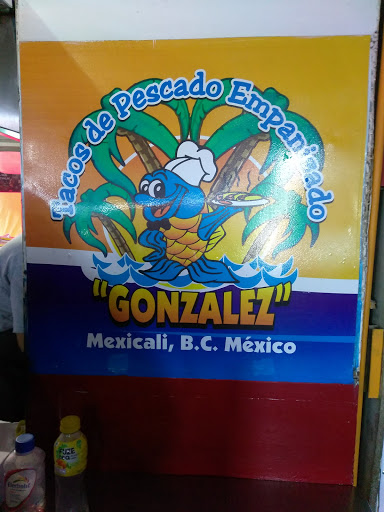 Tacos de Pescado Empanizado
"GONZALEZ"
Mexicali, B.C. México